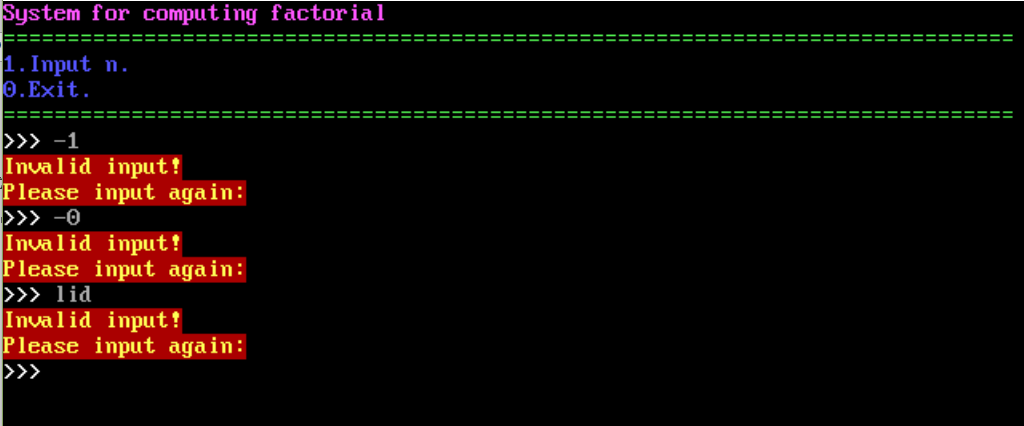 System for computing factorial
================================================================================
1.Input n.
0.Exit.
================================================================================
>>> -1
Invalid input!
Please input again:
>>> -0
Invalid input!
Please input again:
>>> lid
Invalid input!
Please input again:
>>>